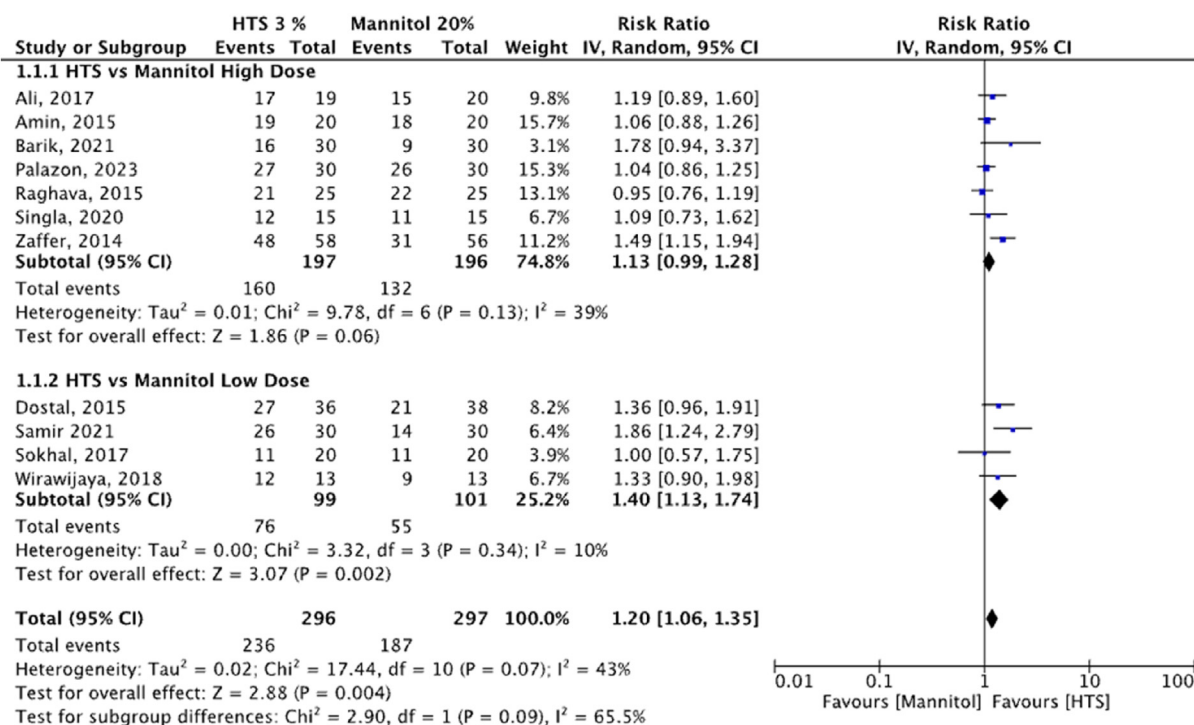 HTS 3 % Mannitol 20% Risk Ratio Risk Ratio
Study or Subgroup Events Total Events Total Weight IV, Random, 95% CI IV, Random, 95% CI
1.1.1 HTS vs Mannitol High Dose
Ali, 2017 17 19 15 20 9.8% 1.19 [0.89, 1.60]
Amin, 2015 19 20 18 20 15.7% 1.06 [0.88, 1.26]
Barik, 2021 16 30 9 30 3.1% 1.78 [0.94, 3.37]
Palazon, 2023 27 30 26 30 15.3% 1.04 [0.86, 1.25]
Raghava, 2015 21 25 22 25 13.1% 0.95 [0.76, 1.19]
Singla, 2020 12 15 11 15 6.7% 1.09 [0.73, 1.62]
Zaffer, 2014 48 58 31 56 11.2% 1.49 [1.15, 1.94]
Subtotal (95% CI) 197 196 74.8% 1.13 [0.99, 1.28]
Total events 160 132
Heterogeneity: Tau² = 0.01; Chi² = 9.78, df = 6 (P = 0.13); I² = 39%
Test for overall effect: Z = 1.86 (P = 0.06)
1.1.2 HTS vs Mannitol Low Dose
Dostal, 2015 27 36 21 38 8.2% 1.36 [0.96, 1.91]
Samir 2021 26 30 14 30 6.4% 1.86 [1.24, 2.79]
Sokhal, 2017 11 20 11 20 3.9% 1.00 [0.57, 1.75]
Wirawijaya, 2018 12 13 9 13 6.7% 1.33 [0.90, 1.98]
Subtotal (95% CI) 99 101 25.2% 1.40 [1.13, 1.74]
Total events 76 55
Heterogeneity: Tau² = 0.00; Chi² = 3.32, df = 3 (P = 0.34); I² = 10%
Test for overall effect: Z = 3.07 (P = 0.002)
Total (95% CI) 296 297 100.0% 1.20 [1.06, 1.35]
Total events 236 187
Heterogeneity: Tau² = 0.02; Chi² = 17.44, df = 10 (P = 0.07); I² = 43%
Test for overall effect: Z = 2.88 (P = 0.004)
Test for subgroup differences: Chi² = 2.90, df = 1 (P = 0.09), I² = 65.5%
0.01 0.1 1 10 100
Favours [Mannitol] Favours [HTS]